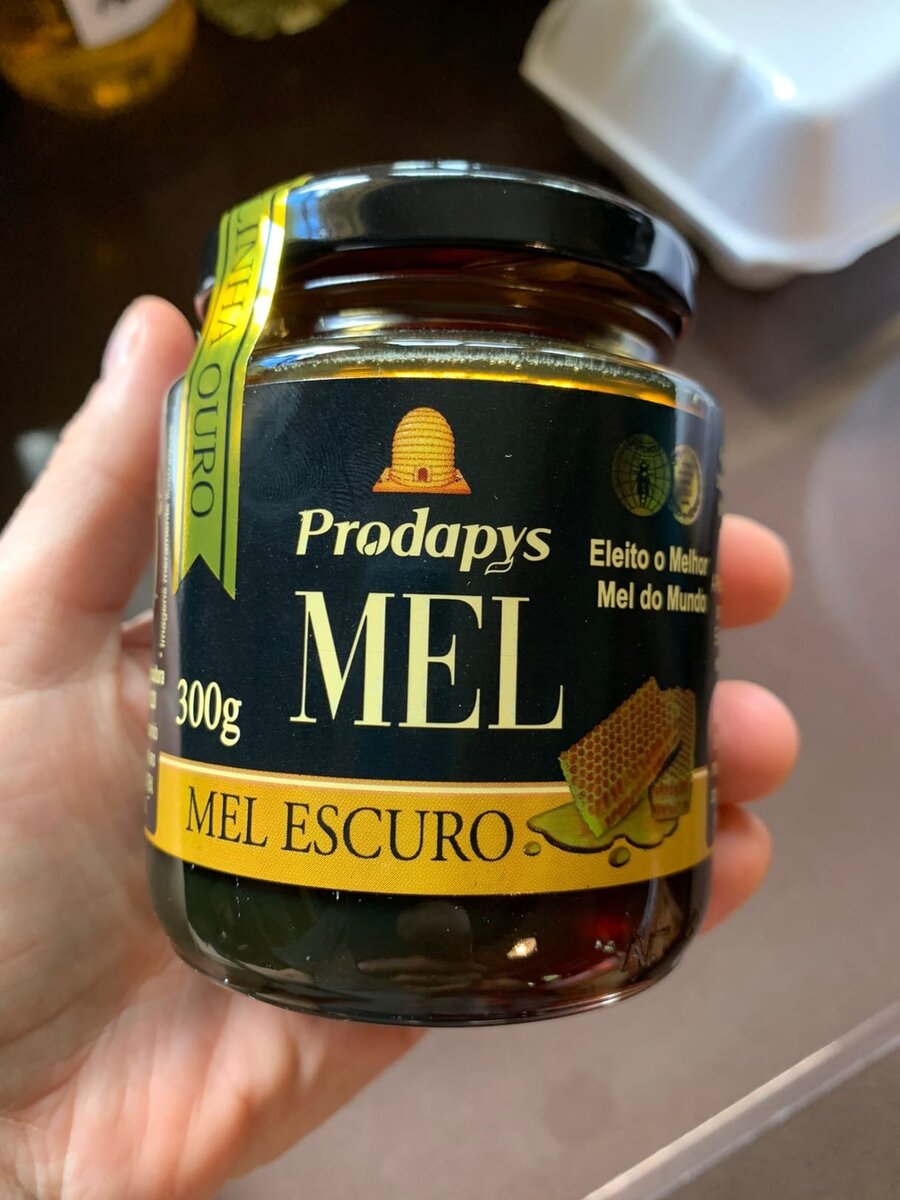 LINHA OURO
Prodapys
MEL
Eleito o Melhor
Mel do Mundo
300g
MEL ESCURO